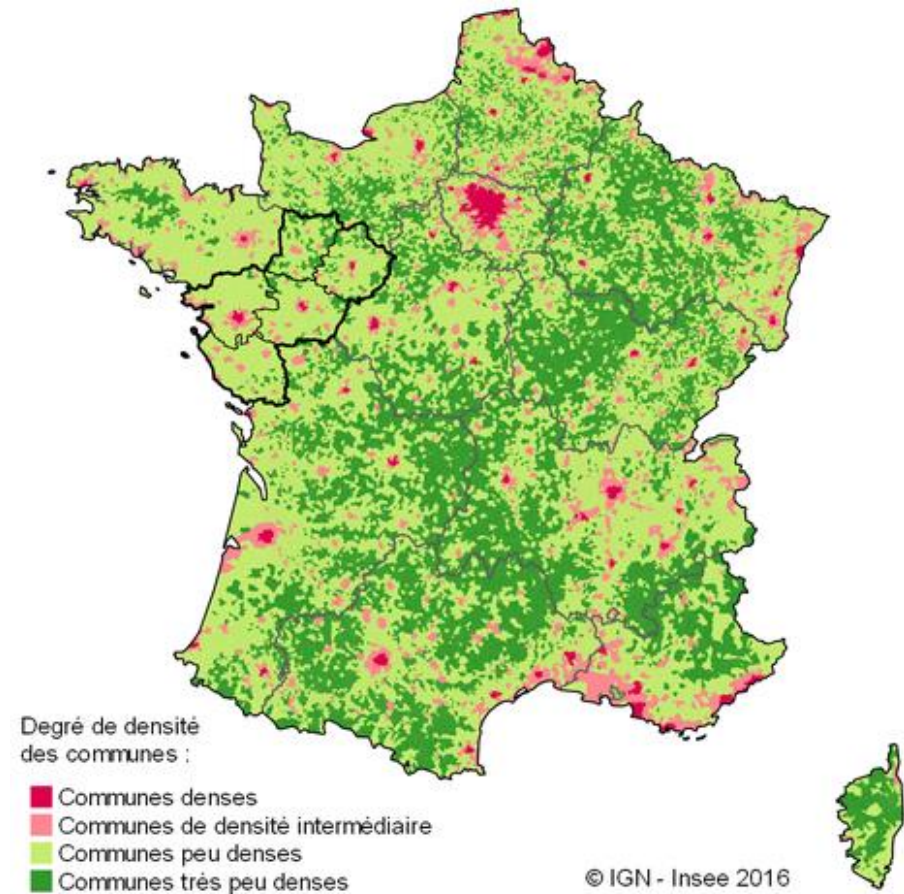 Degré de densité
des communes :
Communes denses
Communes de densité intermédiaire
Communes peu denses
Communes très peu denses
© IGN - Insee 2016